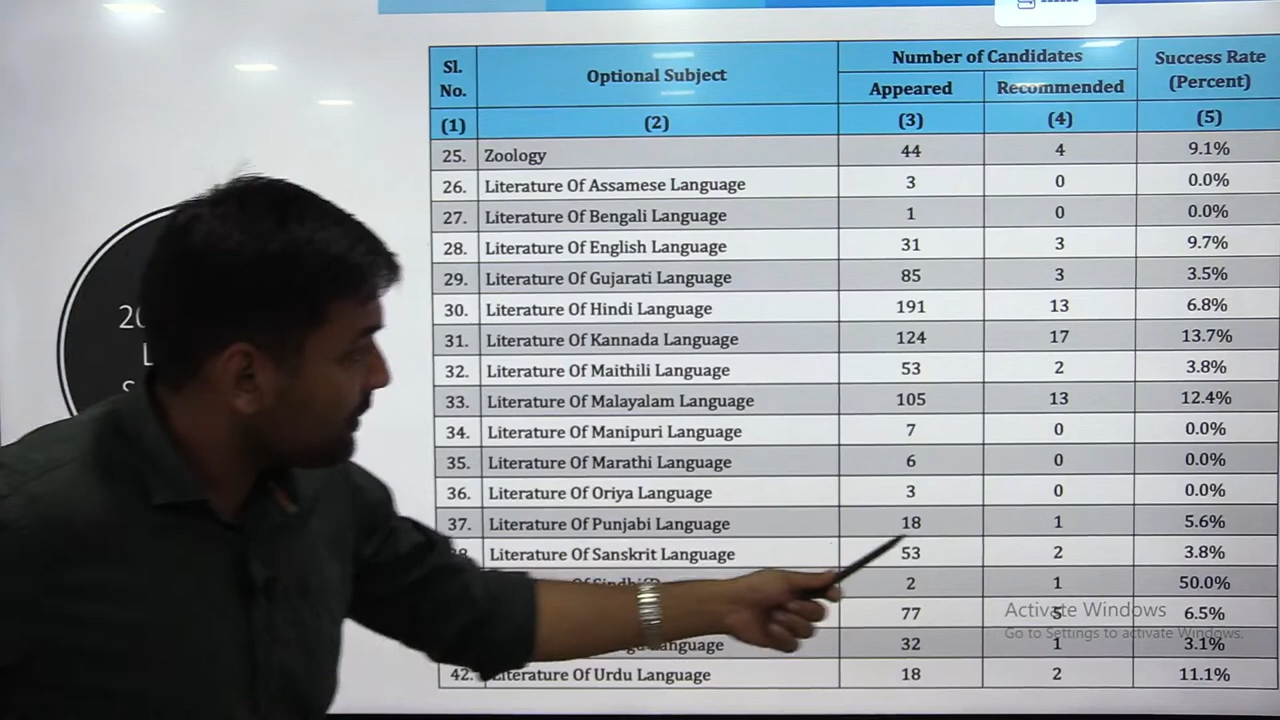 Sl. No. Optional Subject Number of Candidates Success Rate (Percent)
Appeared Recommended
(1) (2) (3) (4) (5)
25. Zoology 44 4 9.1%
26. Literature Of Assamese Language 3 0 0.0%
27. Literature Of Bengali Language 1 0 0.0%
28. Literature Of English Language 31 3 9.7%
29. Literature Of Gujarati Language 85 3 3.5%
30. Literature Of Hindi Language 191 13 6.8%
31. Literature Of Kannada Language 124 17 13.7%
32. Literature Of Maithili Language 53 2 3.8%
33. Literature Of Malayalam Language 105 13 12.4%
34. Literature Of Manipuri Language 7 0 0.0%
35. Literature Of Marathi Language 6 0 0.0%
36. Literature Of Oriya Language 3 0 0.0%
37. Literature Of Punjabi Language 18 1 5.6%
Literature Of Sanskrit Language 53 2 3.8%
2 1 50.0%
77 5 6.5%
Language 32 1 3.1%
42. Literature Of Urdu Language 18 2 11.1%
Activate Windows
Go to Settings to activate Windows.